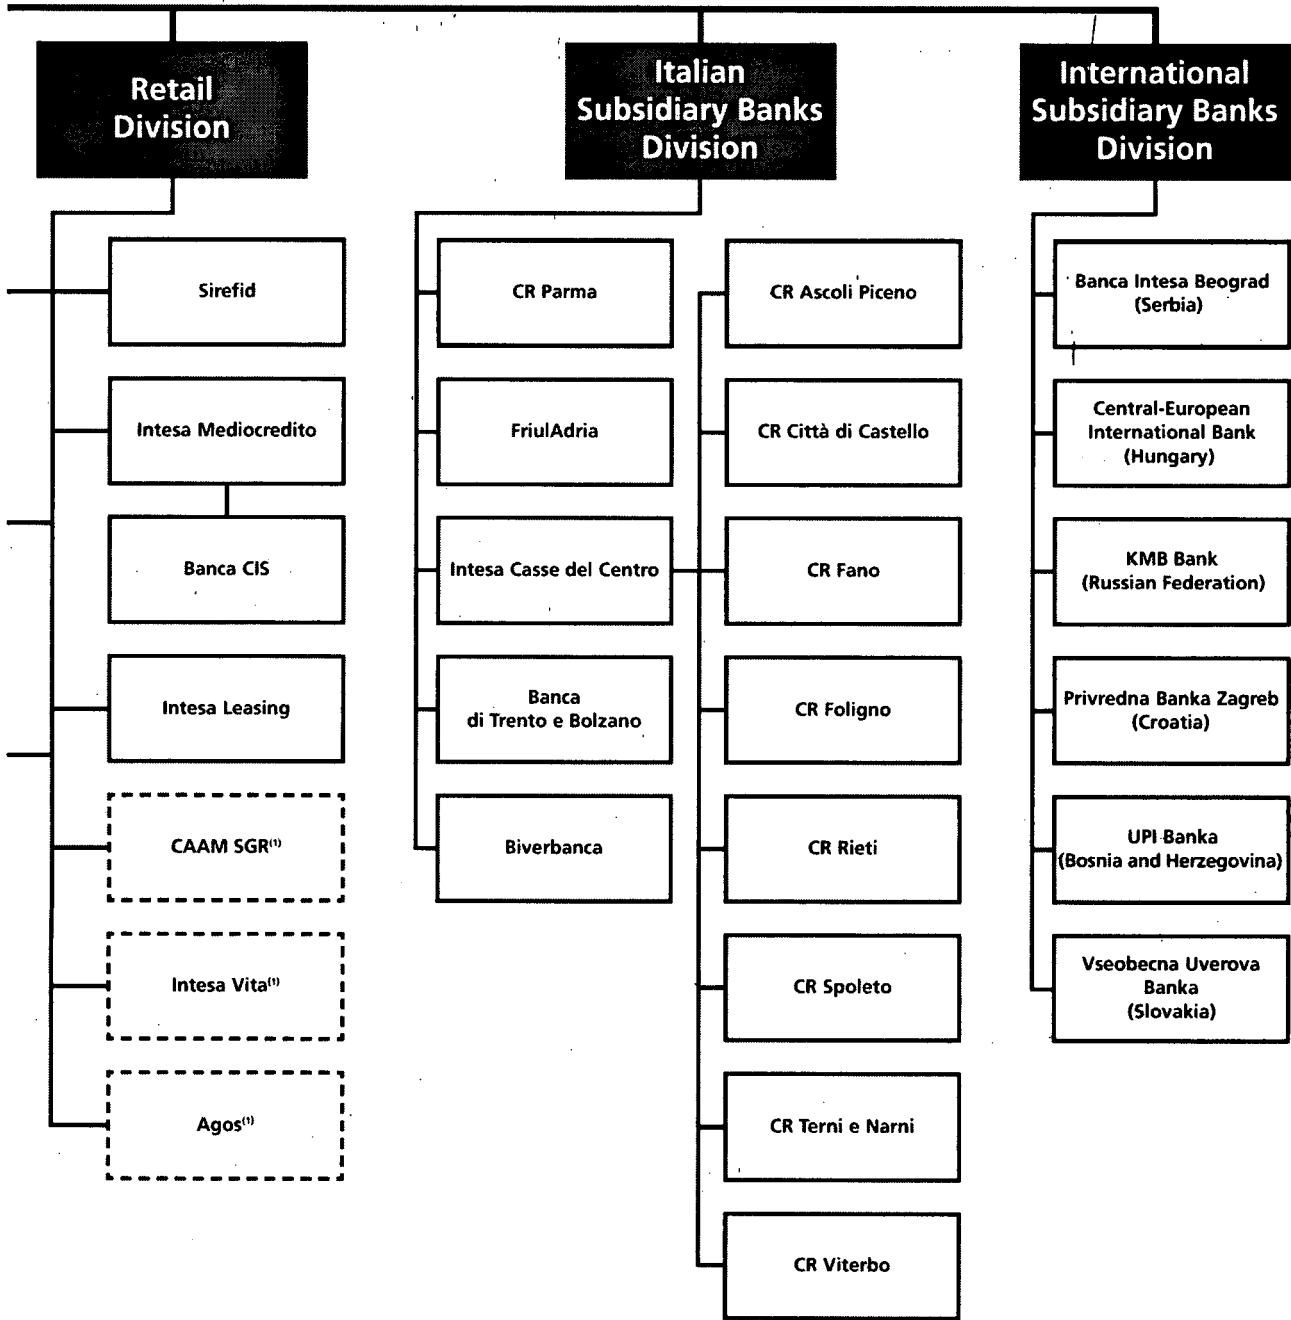 Retail
Division
Italian
Subsidiary Banks
Division
International
Subsidiary Banks
Division
Sirefid
Intesa Mediocredito
Banca CIS
Intesa Leasing
CAAM SGR(1)
Intesa Vita(1)
Agos(1)
CR Parma
FriulAdria
Intesa Casse del Centro
Banca
di Trento e Bolzano
Biverbanca
CR Ascoli Piceno
CR Città di Castello
CR Fano
CR Foligno
CR Rieti
CR Spoleto
CR Terni e Narni
CR Viterbo
Banca Intesa Beograd
(Serbia)
Central-European
International Bank
(Hungary)
KMB Bank
(Russian Federation)
Privredna Banka Zagreb
(Croatia)
UPI Banka
(Bosnia and Herzegovina)
Vseobecna Uverova
Banka
(Slovakia)